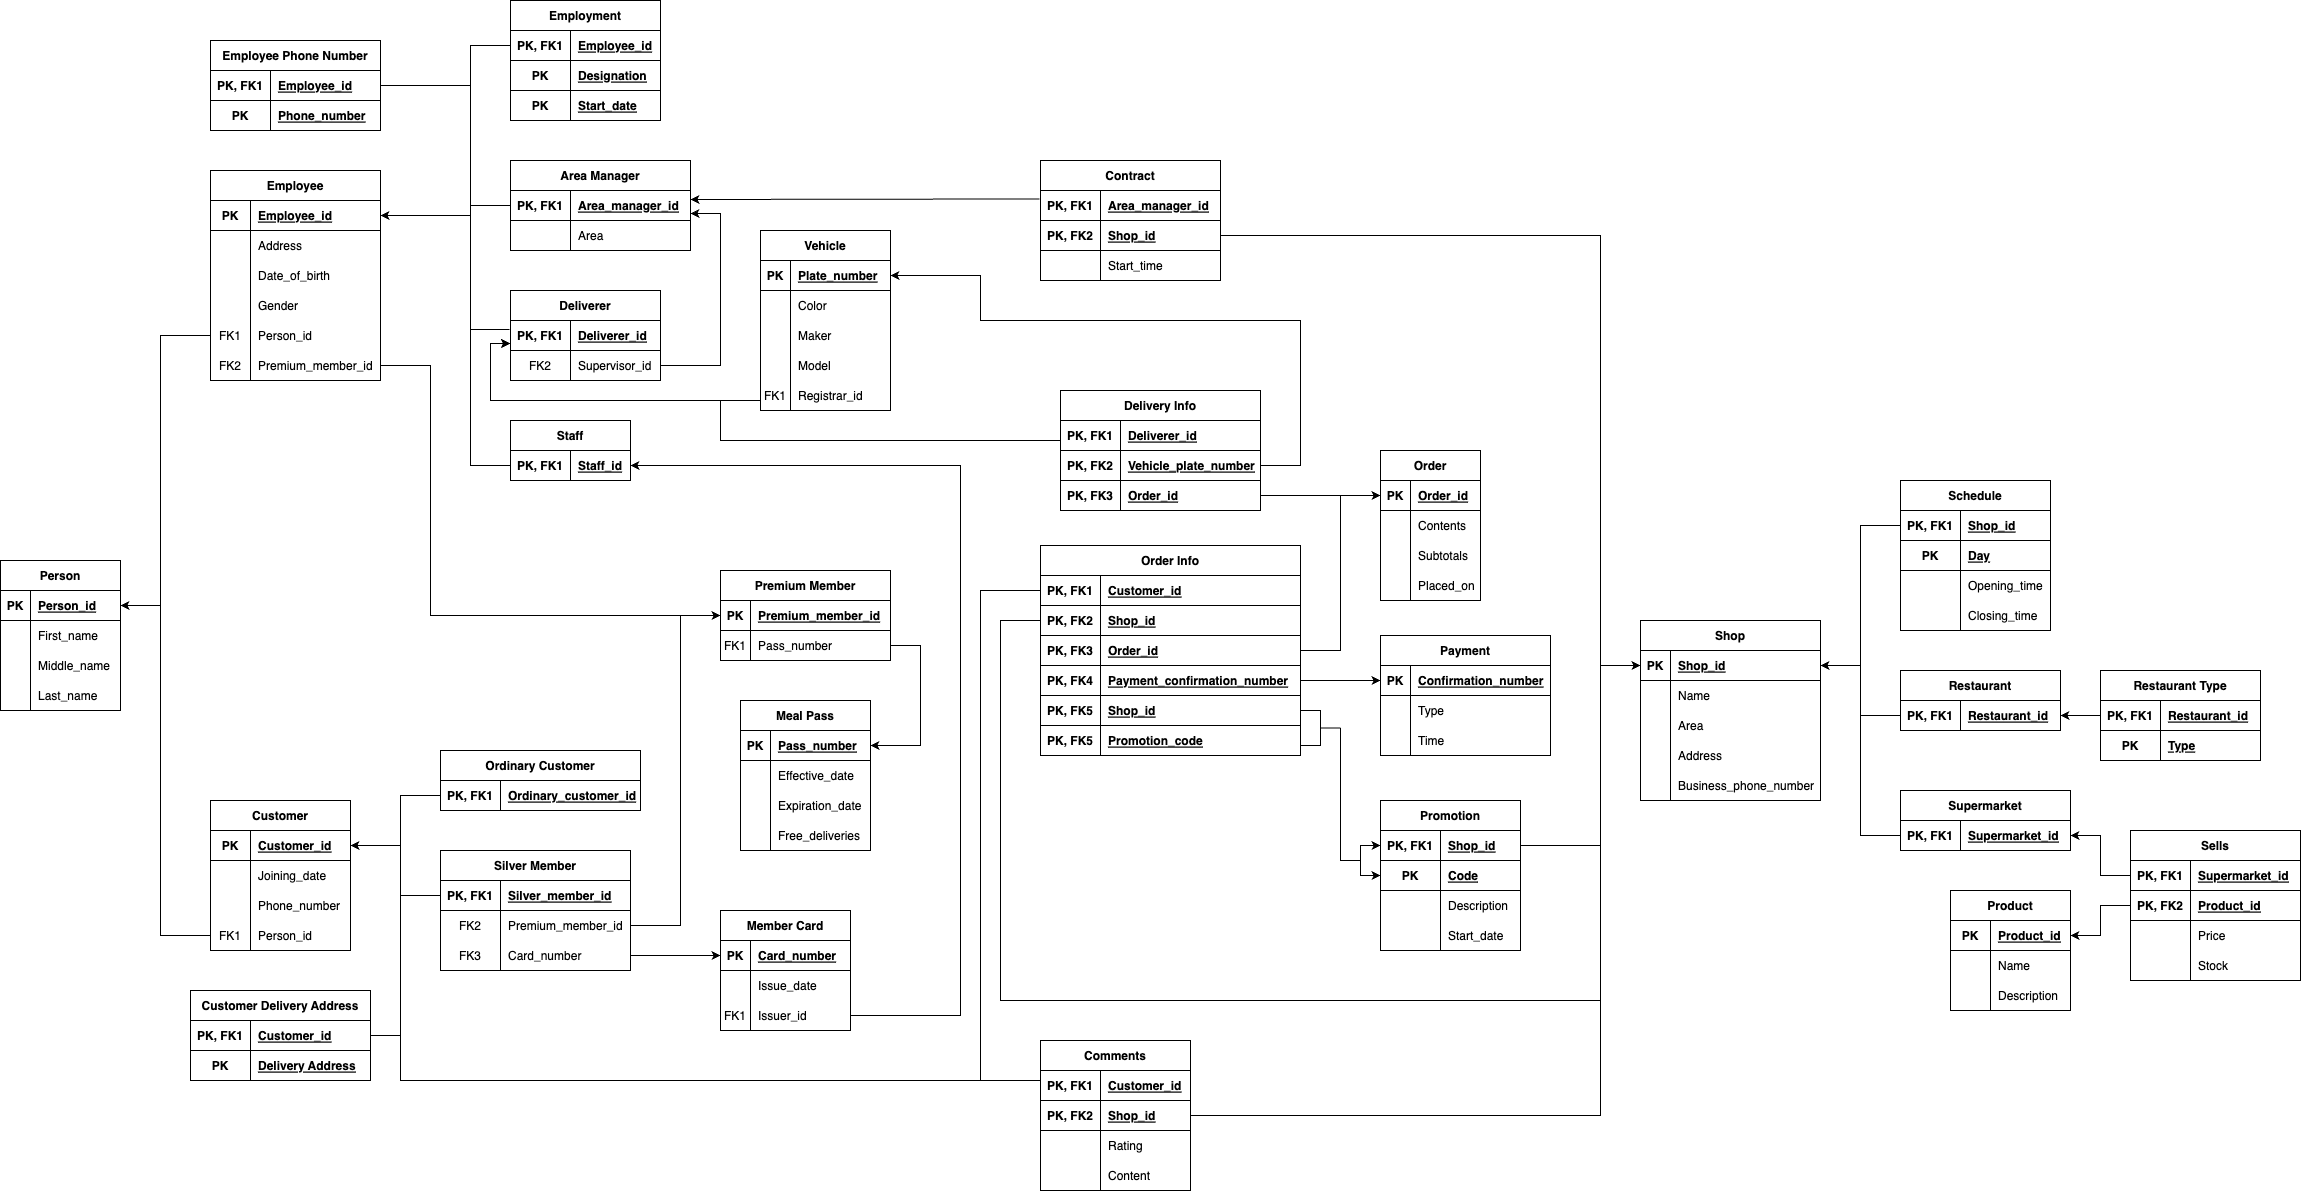 Employment
PK, FK1 Employee_id
PK Designation
PK Start_date
Employee Phone Number
PK, FK1 Employee_id
PK Phone_number
Employee
PK Employee_id
Address
Date_of_birth
Gender
FK1 Person_id
FK2 Premium_member_id
Area Manager
PK, FK1 Area_manager_id
Area
Vehicle
PK Plate_number
Color
Maker
Model
FK1 Registrar_id
Deliverer
PK, FK1 Deliverer_id
FK2 Supervisor_id
Staff
PK, FK1 Staff_id
Contract
PK, FK1 Area_manager_id
PK, FK2 Shop_id
Start_time
Delivery Info
PK, FK1 Deliverer_id
PK, FK2 Vehicle_plate_number
PK, FK3 Order_id
Order
PK Order_id
Contents
Subtotals
Placed_on
Order Info
PK, FK1 Customer_id
PK, FK2 Shop_id
PK, FK3 Order_id
PK, FK4 Payment_confirmation_number
PK, FK5 Shop_id
PK, FK5 Promotion_code
Payment
PK Confirmation_number
Type
Time
Person
PK Person_id
First_name
Middle_name
Last_name
Premium Member
PK Premium_member_id
FK1 Pass_number
Meal Pass
PK Pass_number
Effective_date
Expiration_date
Free_deliveries
Ordinary Customer
PK, FK1 Ordinary_customer_id
Customer
PK Customer_id
Joining_date
Phone_number
FK1 Person_id
Silver Member
PK, FK1 Silver_member_id
FK2 Premium_member_id
FK3 Card_number
Member Card
PK Card_number
Issue_date
FK1 Issuer_id
Customer Delivery Address
PK, FK1 Customer_id
PK Delivery Address
Promotion
PK, FK1 Shop_id
PK Code
Description
Start_date
Comments
PK, FK1 Customer_id
PK, FK2 Shop_id
Rating
Content
Shop
PK Shop_id
Name
Area
Address
Business_phone_number
Schedule
PK, FK1 Shop_id
PK Day
Opening_time
Closing_time
Restaurant
PK, FK1 Restaurant_id
Restaurant Type
PK, FK1 Restaurant_id
PK Type
Supermarket
PK, FK1 Supermarket_id
Sells
PK, FK1 Supermarket_id
PK, FK2 Product_id
Price
Stock
Product
PK Product_id
Name
Description